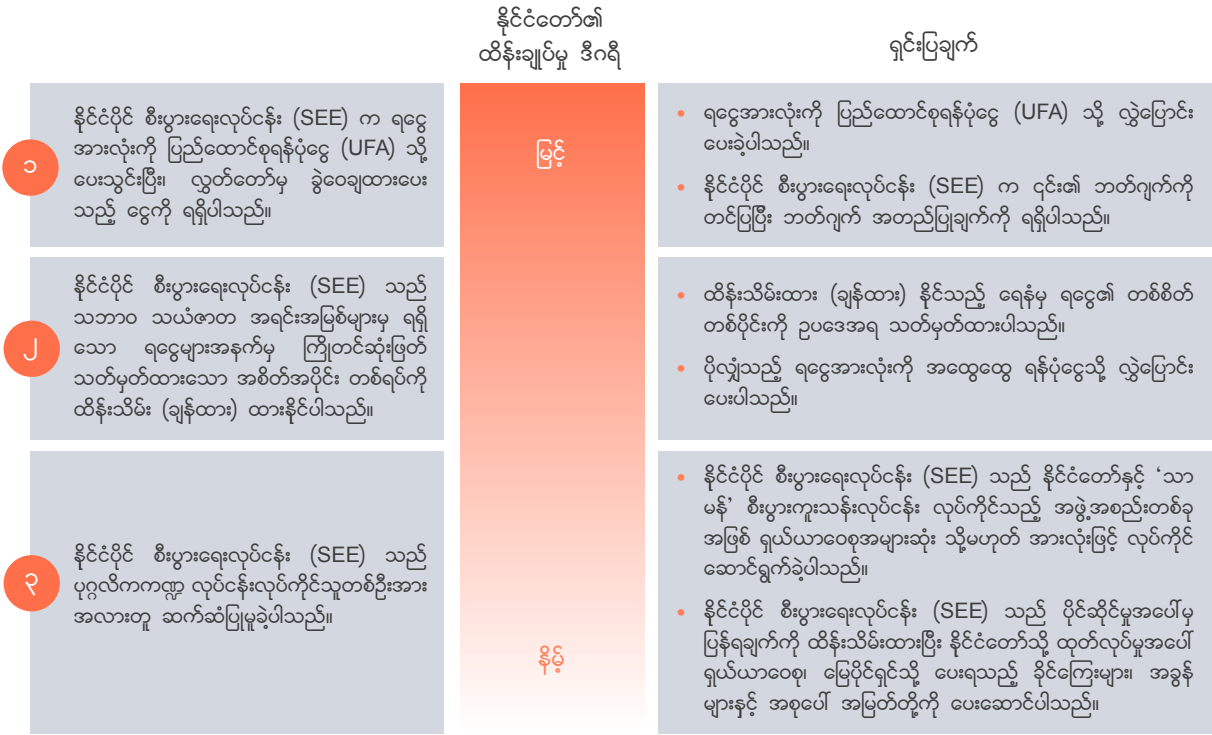 နိုင်ငံတော်၏
ထိန်းချုပ်မှု ဒီဂရီ
ရှင်းပြချက်
၁
နိုင်ငံပိုင် စီးပွားရေးလုပ်ငန်း (SEE) က ရငွေ
အားလုံးကို ပြည်ထောင်စုရန်ပုံငွေ (UFA) သို့
ပေးသွင်းပြီး၊ လွှတ်တော်မှ ခွဲဝေချထားပေး
သည့် ငွေကို ရရှိပါသည်။
မြင့်
• ရငွေအားလုံးကို ပြည်ထောင်စုရန်ပုံငွေ (UFA) သို့ လွှဲပြောင်း
ပေးခဲ့ပါသည်။
• နိုင်ငံပိုင် စီးပွားရေးလုပ်ငန်း (SEE) က ၎င်း၏ ဘတ်ဂျက်ကို
တင်ပြပြီး ဘတ်ဂျက် အတည်ပြုချက်ကို ရရှိပါသည်။
၂
နိုင်ငံပိုင် စီးပွားရေးလုပ်ငန်း (SEE) သည်
သဘာဝ သယံဇာတ အရင်းအမြစ်များမှ ရရှိ
သော ရငွေများအနက်မှ ကြိုတင်ဆုံးဖြတ်
သတ်မှတ်ထားသော အစိတ်အပိုင်း တစ်ရပ်ကို
ထိန်းသိမ်း (ချန်ထား) ထားနိုင်ပါသည်။
• ထိန်းသိမ်းထား (ချန်ထား) နိုင်သည့် ရေနံမှ ရငွေ၏ တစ်စိတ်
တစ်ပိုင်းကို ဥပဒေအရ သတ်မှတ်ထားပါသည်။
• ပိုလျှံသည့် ရငွေအားလုံးကို အထွေထွေ ရန်ပုံငွေသို့ လွှဲပြောင်း
ပေးပါသည်။
၃
နိုင်ငံပိုင် စီးပွားရေးလုပ်ငန်း (SEE) သည်
ပုဂ္ဂလိကကဏ္ဍ လုပ်ငန်းလုပ်ကိုင်သူတစ်ဦးအား
အလားတူ ဆက်ဆံပြုမူခဲ့ပါသည်။
နိမ့်
• နိုင်ငံပိုင် စီးပွားရေးလုပ်ငန်း (SEE) သည် နိုင်ငံတော်နှင့် ‘သာ
မန်’ စီးပွားကူးသန်းလုပ်ငန်း လုပ်ကိုင်သည့် အဖွဲ့အစည်းတစ်ခု
အဖြစ် ရှယ်ယာဝေစုအများဆုံး သို့မဟုတ် အားလုံးဖြင့် လုပ်ကိုင်
ဆောင်ရွက်ခဲ့ပါသည်။
• နိုင်ငံပိုင် စီးပွားရေးလုပ်ငန်း (SEE) သည် ပိုင်ဆိုင်မှုအပေါ်မှ
ပြန်ရချက်ကို ထိန်းသိမ်းထားပြီး နိုင်ငံတော်သို့ ထုတ်လုပ်မှုအပေါ်
ရှယ်ယာဝေစု၊ မြေပိုင်ရှင်သို့ ပေးရသည့် ခိုင်ကြေးများ၊ အခွန်
များနှင့် အစုပေါ် အမြတ်တို့ကို ပေးဆောင်ပါသည်။